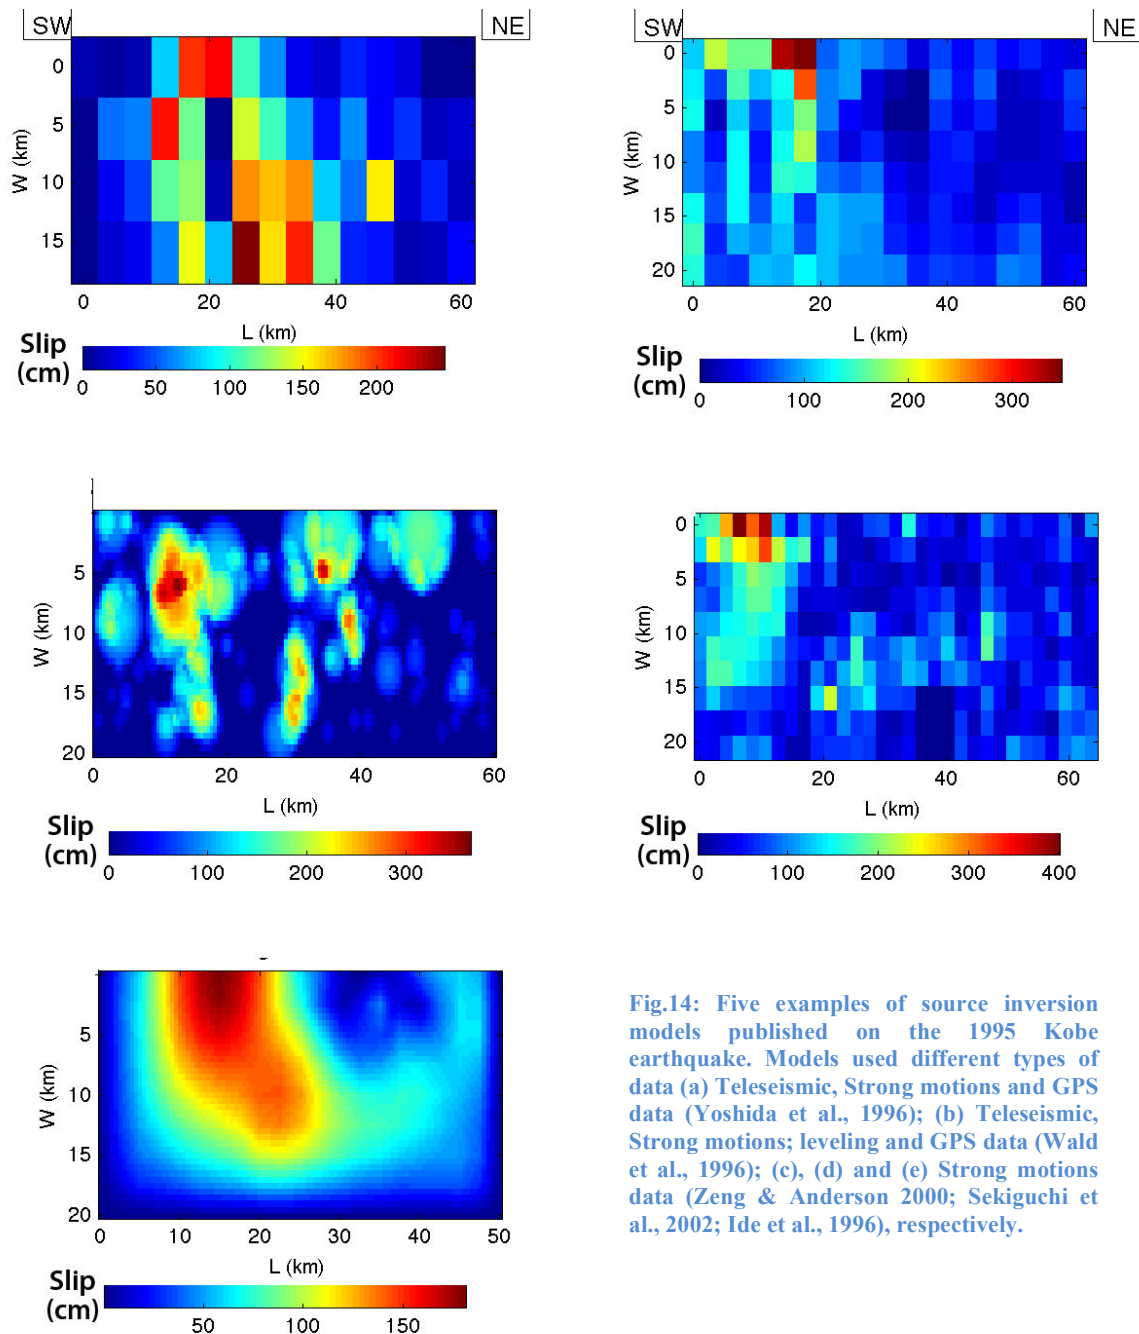 SW NE
0
5
10
15
W (km)
0 20 40 60
L (km)
Slip
(cm)
0 50 100 150 200
SW NE
0
5
10
15
20
W (km)
0 20 40 60
L (km)
Slip
(cm)
0 100 200 300
5
10
15
20
W (km)
0 20 40 60
L (km)
Slip
(cm)
0 100 200 300
0
5
10
15
20
W (km)
0 20 40 60
L (km)
Slip
(cm)
0 100 200 300 400
5
10
15
20
W (km)
0 10 20 30 40 50
L (km)
Slip
(cm)
50 100 150
Fig.14: Five examples of source inversion
models published on the 1995 Kobe
earthquake. Models used different types of
data (a) Teleseismic, Strong motions and GPS
data (Yoshida et al., 1996); (b) Teleseismic,
Strong motions; leveling and GPS data (Wald
et al., 1996); (c), (d) and (e) Strong motions
data (Zeng & Anderson 2000; Sekiguchi et
al., 2002; Ide et al., 1996), respectively.